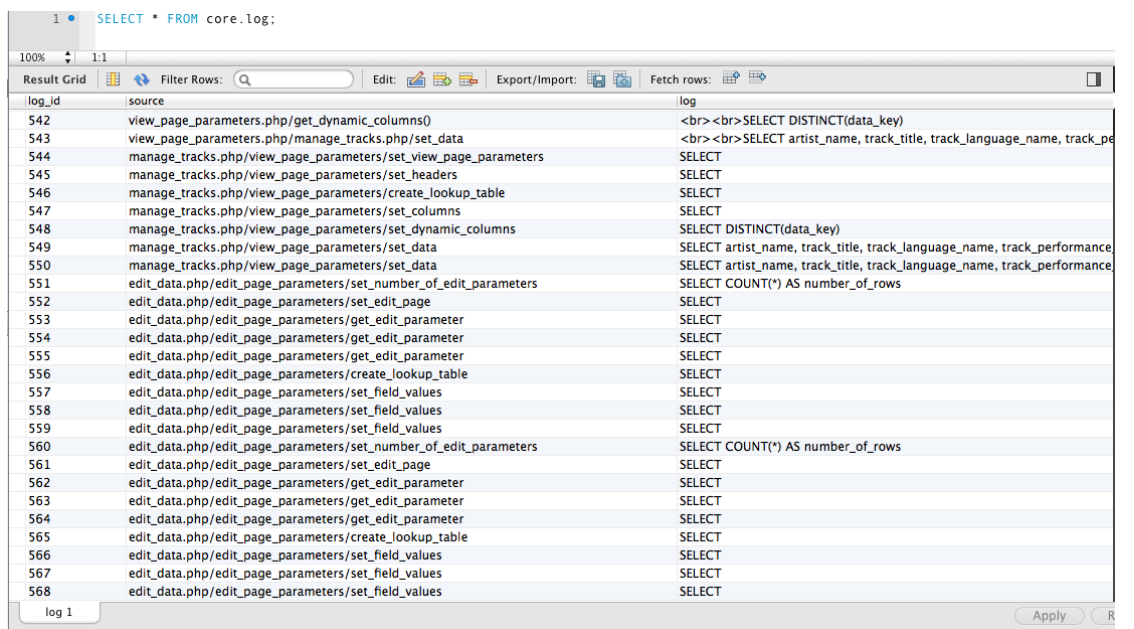 1 SELECT * FROM core.log;
100% 1:1
Result Grid Filter Rows: Edit: Export/Import: Fetch rows:
log_id source log
542 view_page_parameters.php/get_dynamic_columns() <br><br>SELECT DISTINCT(data_key)
543 view_page_parameters.php/manage_tracks.php/set_data <br><br>SELECT artist_name, track_title, track_language_name, track_pe
544 manage_tracks.php/view_page_parameters/set_view_page_parameters SELECT
545 manage_tracks.php/view_page_parameters/set_headers SELECT
546 manage_tracks.php/view_page_parameters/create_lookup_table SELECT
547 manage_tracks.php/view_page_parameters/set_columns SELECT
548 manage_tracks.php/view_page_parameters/set_dynamic_columns SELECT DISTINCT(data_key)
549 manage_tracks.php/view_page_parameters/set_data SELECT artist_name, track_title, track_language_name, track_performance_
550 manage_tracks.php/view_page_parameters/set_data SELECT artist_name, track_title, track_language_name, track_performance_
551 edit_data.php/edit_page_parameters/set_number_of_edit_parameters SELECT COUNT(*) AS number_of_rows
552 edit_data.php/edit_page_parameters/set_edit_page SELECT
553 edit_data.php/edit_page_parameters/get_edit_parameter SELECT
554 edit_data.php/edit_page_parameters/get_edit_parameter SELECT
555 edit_data.php/edit_page_parameters/get_edit_parameter SELECT
556 edit_data.php/edit_page_parameters/create_lookup_table SELECT
557 edit_data.php/edit_page_parameters/set_field_values SELECT
558 edit_data.php/edit_page_parameters/set_field_values SELECT
559 edit_data.php/edit_page_parameters/set_field_values SELECT
560 edit_data.php/edit_page_parameters/set_number_of_edit_parameters SELECT COUNT(*) AS number_of_rows
561 edit_data.php/edit_page_parameters/set_edit_page SELECT
562 edit_data.php/edit_page_parameters/get_edit_parameter SELECT
563 edit_data.php/edit_page_parameters/get_edit_parameter SELECT
564 edit_data.php/edit_page_parameters/get_edit_parameter SELECT
565 edit_data.php/edit_page_parameters/create_lookup_table SELECT
566 edit_data.php/edit_page_parameters/set_field_values SELECT
567 edit_data.php/edit_page_parameters/set_field_values SELECT
568 edit_data.php/edit_page_parameters/set_field_values SELECT
log 1 Apply R